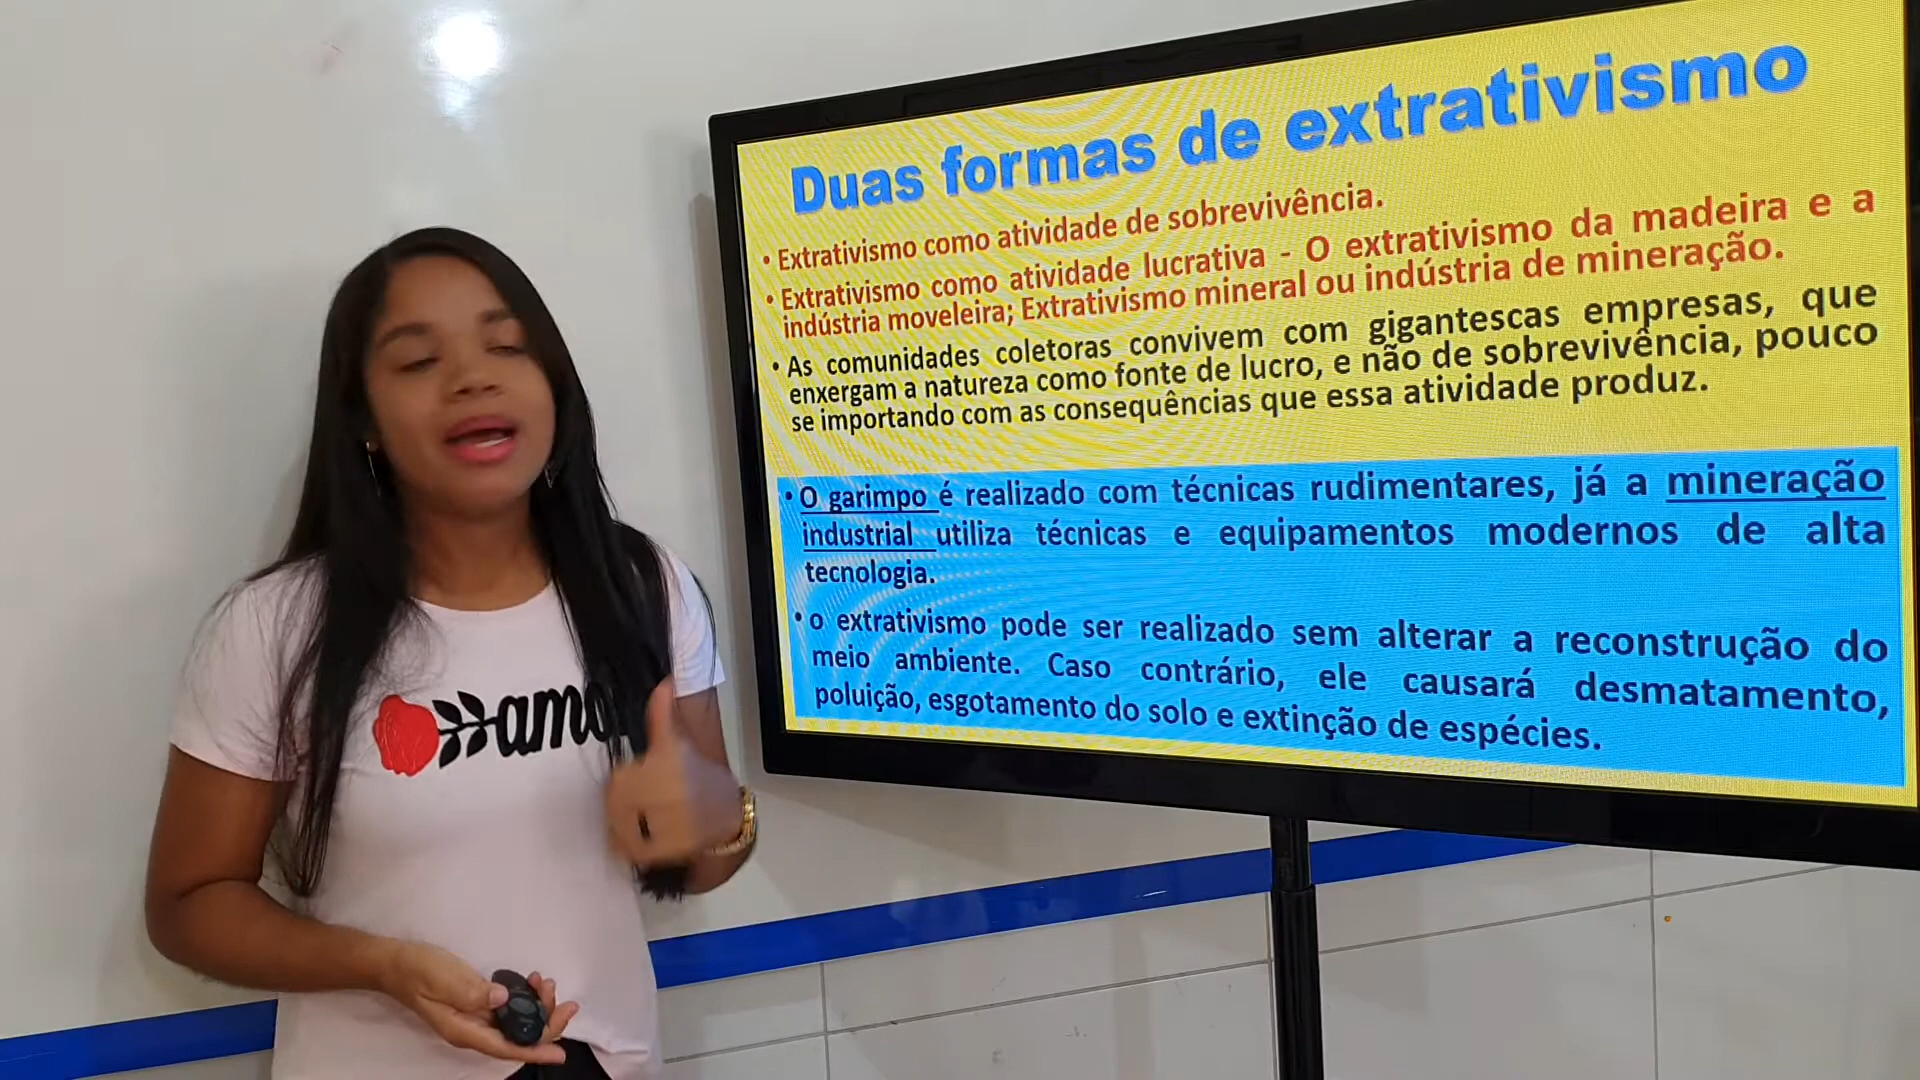 Duas formas de extrativismo
• Extrativismo como atividade de sobrevivência.
• Extrativismo como atividade lucrativa - O extrativismo da madeira e a
indústria moveleira; Extrativismo mineral ou indústria de mineração.
• As comunidades coletoras convivem com gigantescas empresas, que
enxergam a natureza como fonte de lucro, e não de sobrevivência, pouco
se importando com as consequências que essa atividade produz.
• O garimpo é realizado com técnicas rudimentares, já a mineração
industrial utiliza técnicas e equipamentos modernos de alta
tecnologia.
• o extrativismo pode ser realizado sem alterar a reconstrução do
meio ambiente. Caso contrário, ele causará desmatamento,
poluição, esgotamento do solo e extinção de espécies.
amo